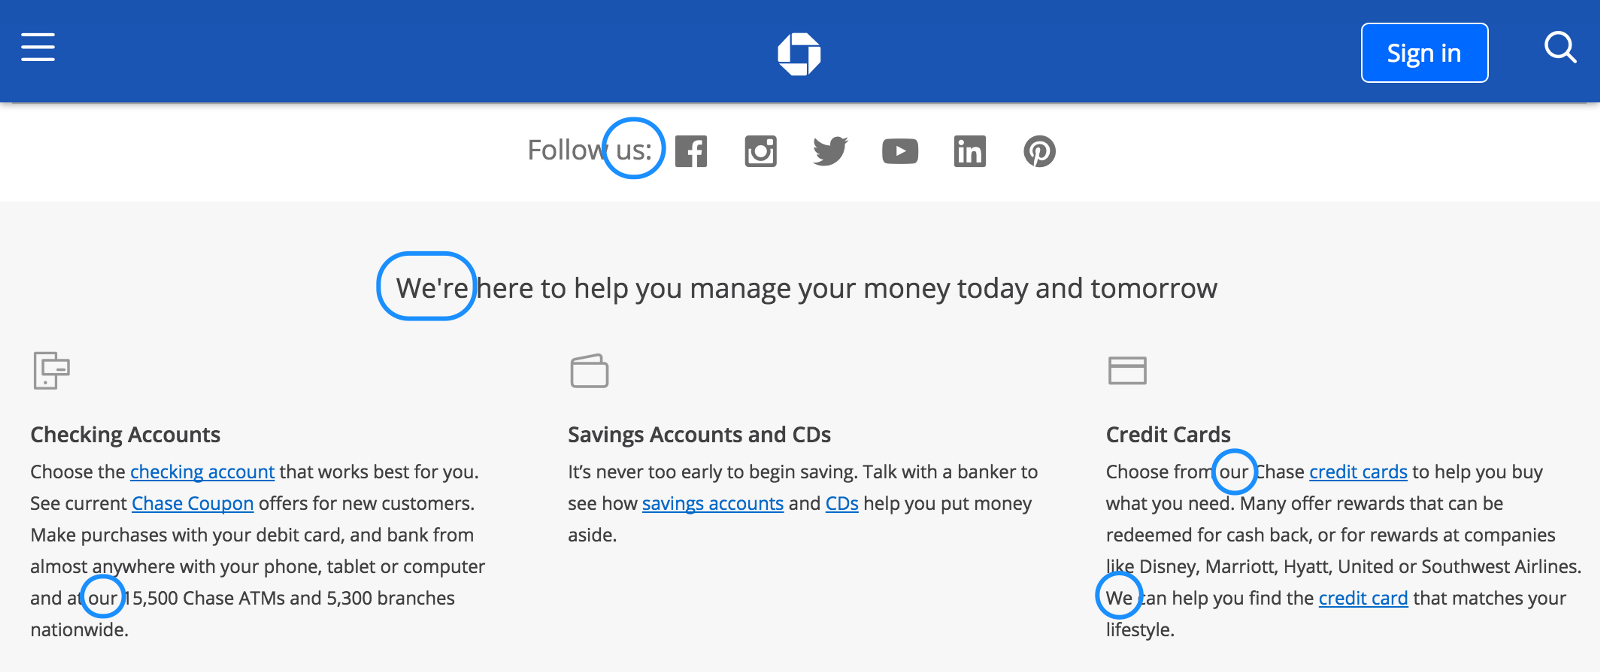 Sign in
Follow us:
We're here to help you manage your money today and tomorrow
Checking Accounts
Choose the checking account that works best for you.
See current Chase Coupon offers for new customers.
Make purchases with your debit card, and bank from
almost anywhere with your phone, tablet or computer
and at our 15,500 Chase ATMs and 5,300 branches
nationwide.
Savings Accounts and CDs
It’s never too early to begin saving. Talk with a banker to
see how savings accounts and CDs help you put money
aside.
Credit Cards
Choose from our Chase credit cards to help you buy
what you need. Many offer rewards that can be
redeemed for cash back, or for rewards at companies
like Disney, Marriott, Hyatt, United or Southwest Airlines.
We can help you find the credit card that matches your
lifestyle.